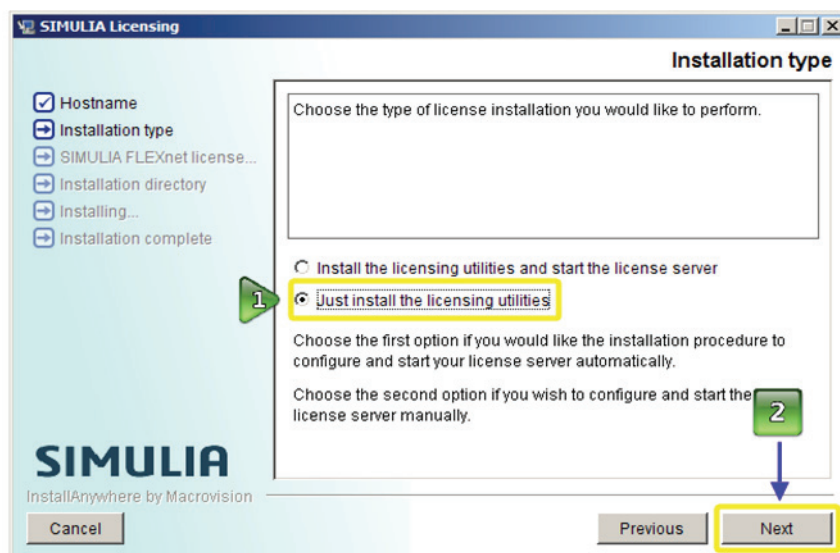 SIMULIA Licensing
Installation type
Hostname
Installation type
SIMULIA FLEXnet license...
Installation directory
Installing...
Installation complete
Choose the type of license installation you would like to perform.
Install the licensing utilities and start the license server
1
Just install the licensing utilities
Choose the first option if you would like the installation procedure to
configure and start your license server automatically.
Choose the second option if you wish to configure and start the
license server manually.
2
SIMULIA
InstallAnywhere by Macrovision
Cancel
Previous
Next